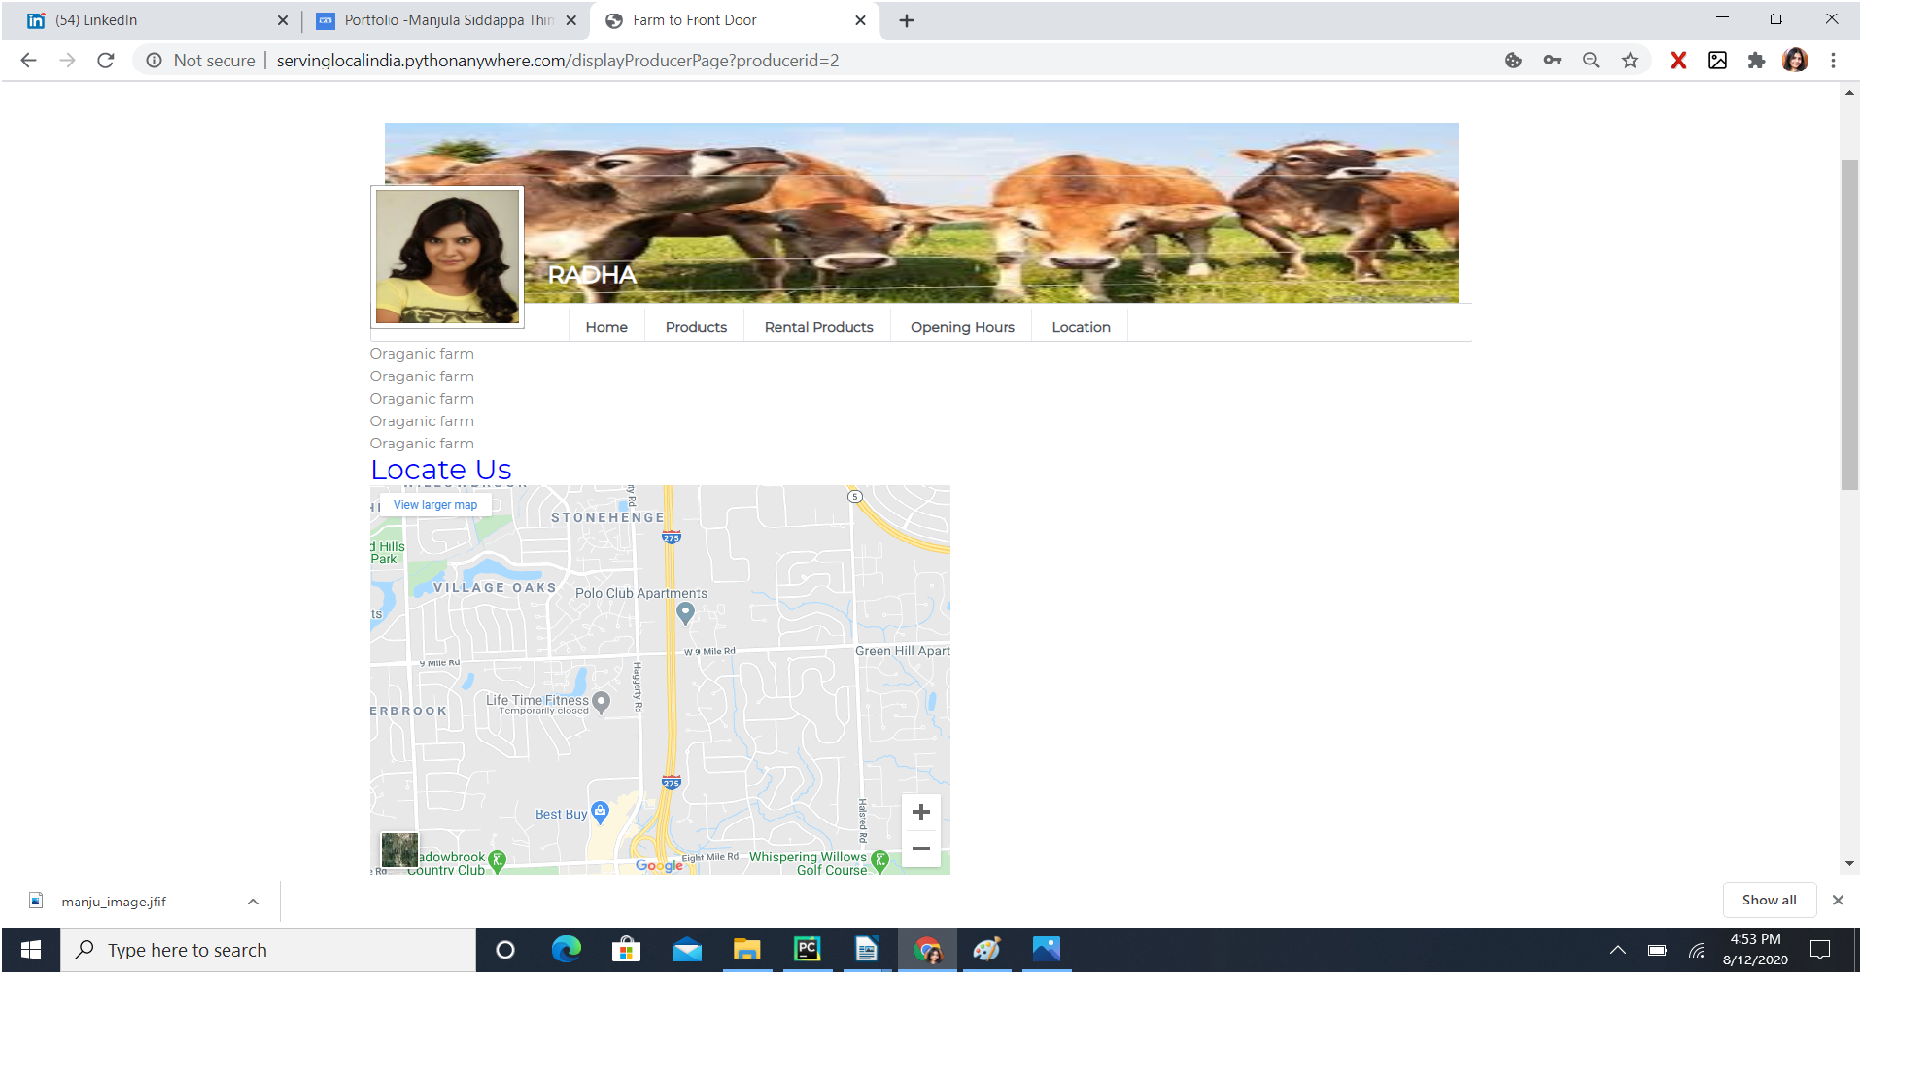 (54) LinkedIn
Portfolio -Manjula Siddappa Thin
Farm to Front Door
Not secure | servinglocalindia.pythonanywhere.com/displayProducerPage?producerid=2
RADHA
Home Products Rental Products Opening Hours Location
Oraganic farm
Oraganic farm
Oraganic farm
Oraganic farm
Oraganic farm
Locate Us
View larger map
STONEHENGE
275
5
d Hills
Park
VILLAGE OAKS
Polo Club Apartments
ts
W 9 Mile Rd
Green Hill Apart
9 Mile Rd
Haggerty Rd
Life Time Fitness
Temporarily closed
ERBROOK
275
Best Buy
Halsted Rd
adowbrook
Country Club
Google
Eight Mile Rd
Whispering Willows
Golf Course
e Rd
manju_image.jfif
Show all
Type here to search
PC
4:53 PM
8/12/2020